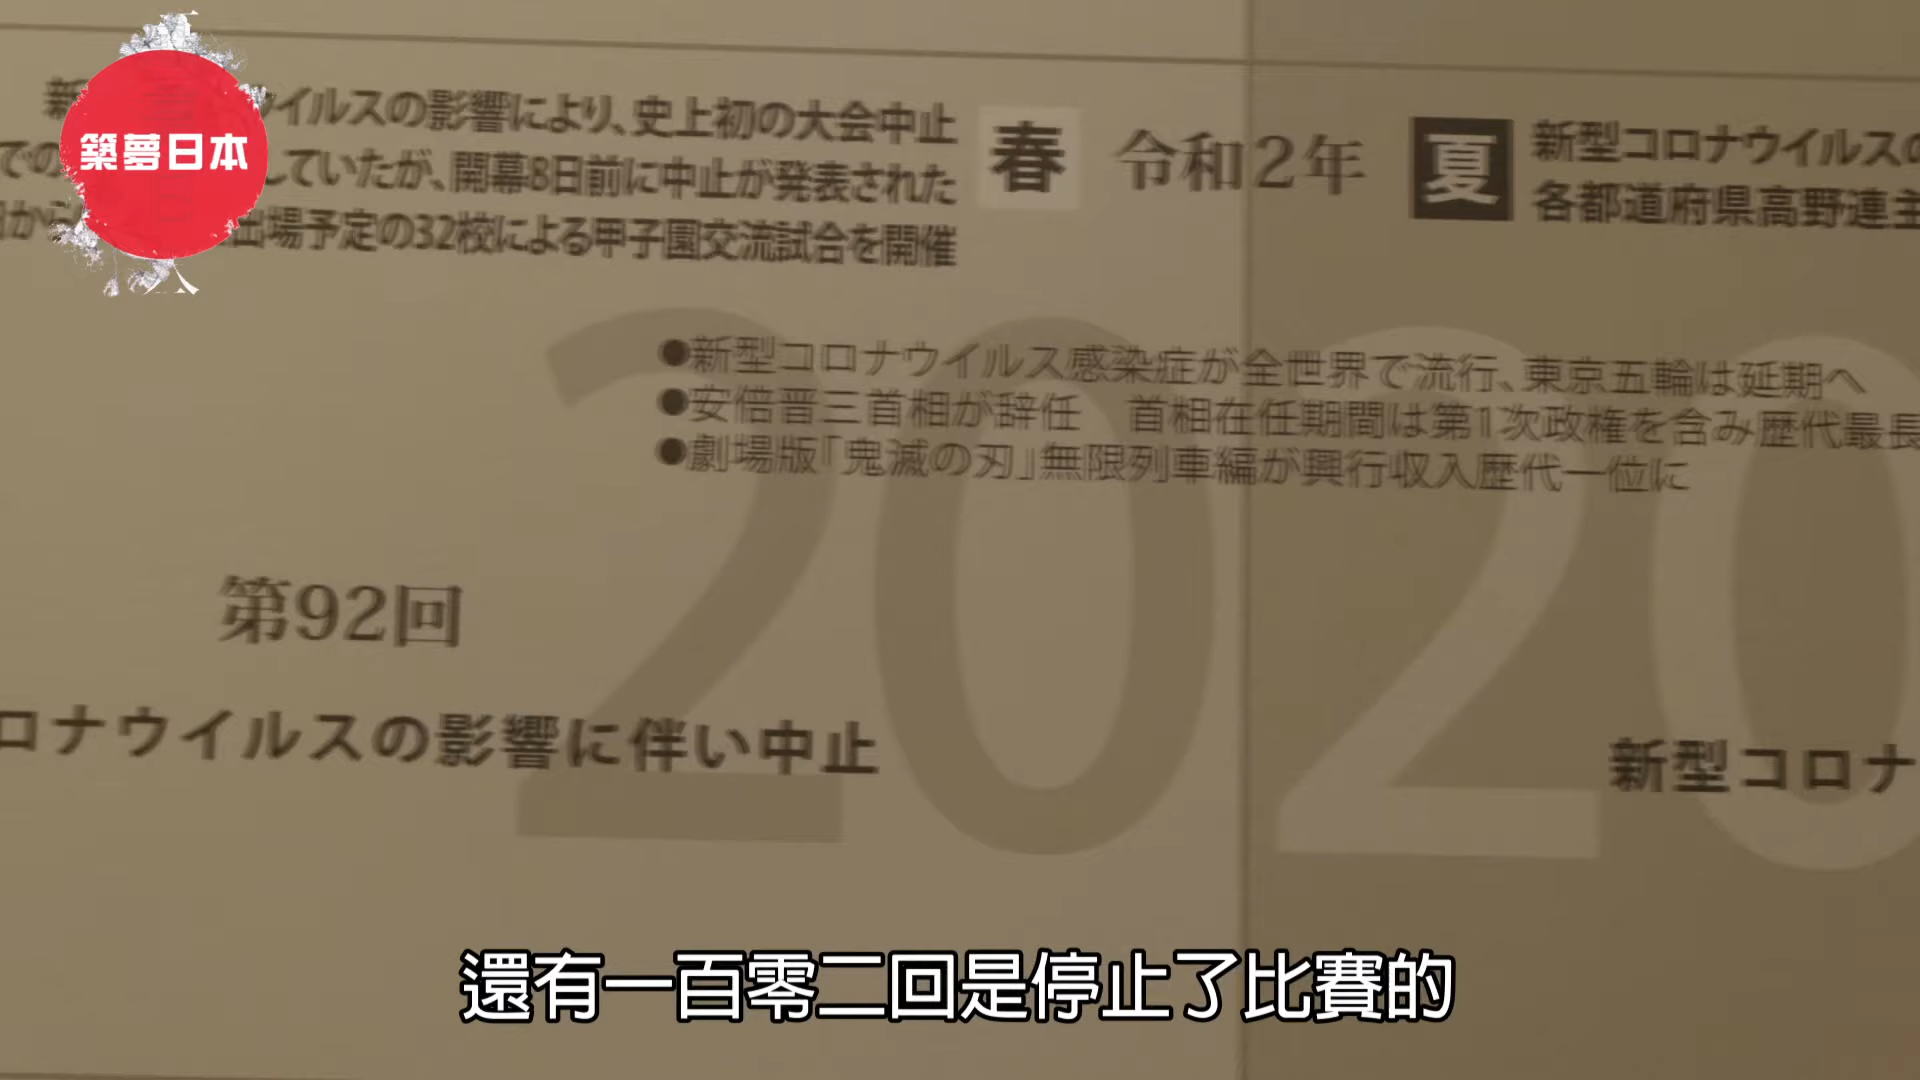 築夢日本
新 ウイルスの影響により、史上初の大会中止
での していたが、開幕8日前に中止が発表された
出場予定の32校による甲子園交流試合を開催
春 令和2年 夏
新型コロナウイルスの
各都道府県高野連主
2020
●新型コロナウイルス感染症が全世界で流行、東京五輪は延期へ
●安倍晋三首相が辞任 首相在任期間は第1次政権を含み歴代最長
●劇場版「鬼滅の刃」無限列車編が興行収入歴代一位に
第92回
ロナウイルスの影響に伴い中止
新型コロナ
還有一百零二回是停止了比賽的